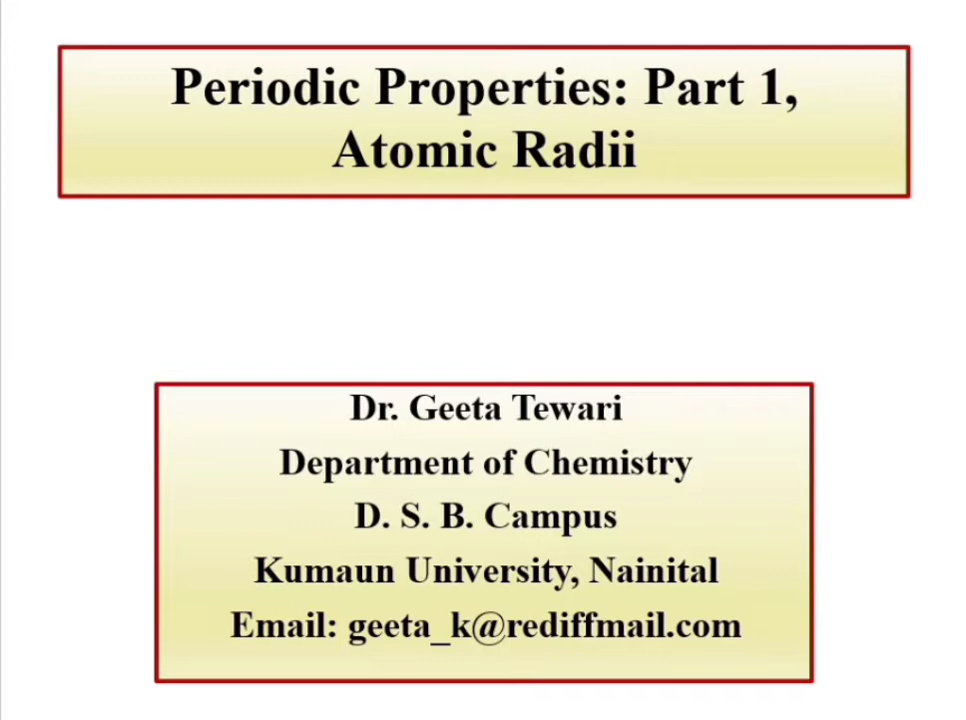 Periodic Properties: Part 1,
Atomic Radii
Dr. Geeta Tewari
Department of Chemistry
D. S. B. Campus
Kumaun University, Nainital
Email: geeta_k@rediffmail.com